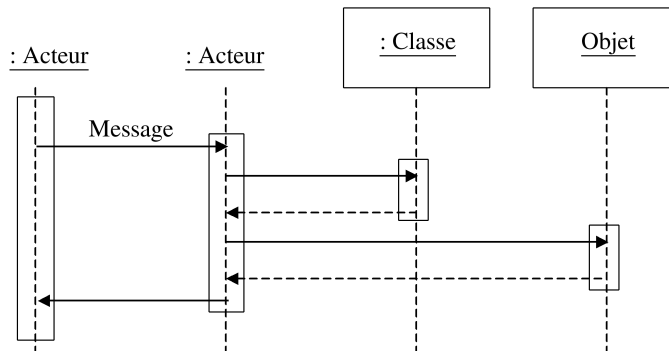 : Classe
Objet
: Acteur
: Acteur
Message